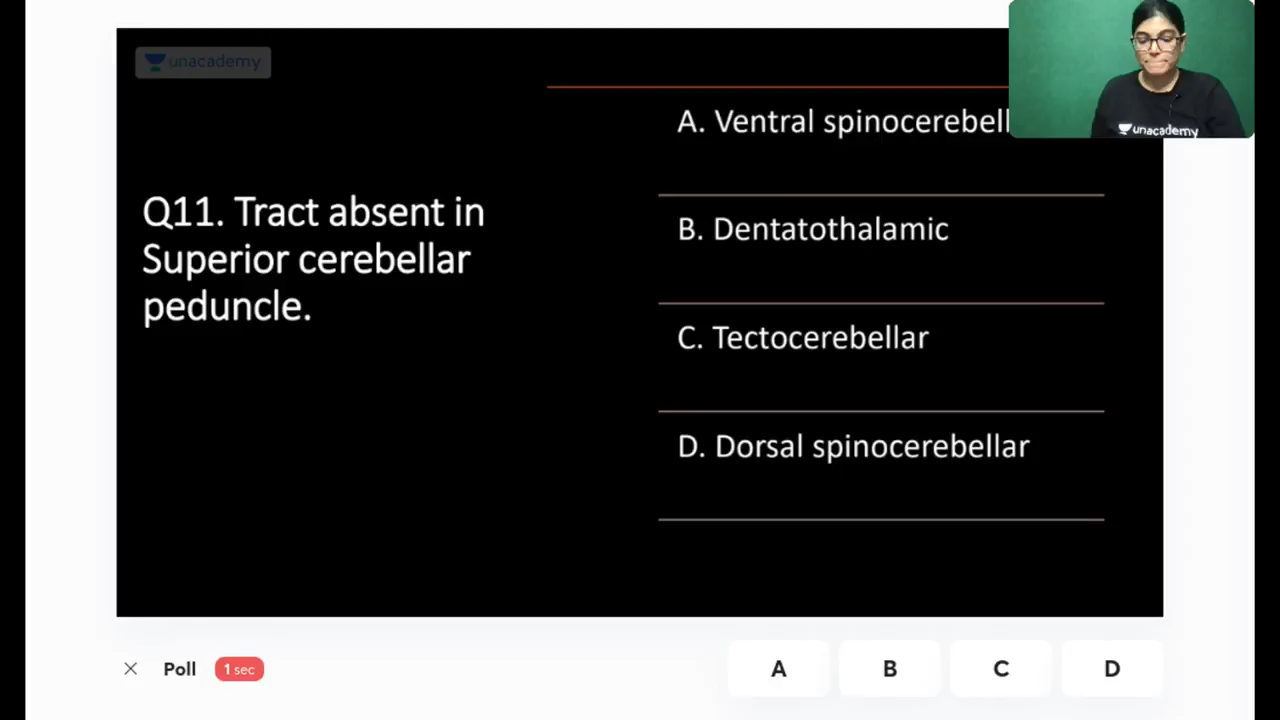 unacademy
unacademy
A. Ventral spinocerebell
Q11. Tract absent in
Superior cerebellar
peduncle.
B. Dentatothalamic
C. Tectocerebellar
D. Dorsal spinocerebellar
Poll
1 sec
A
B
C
D